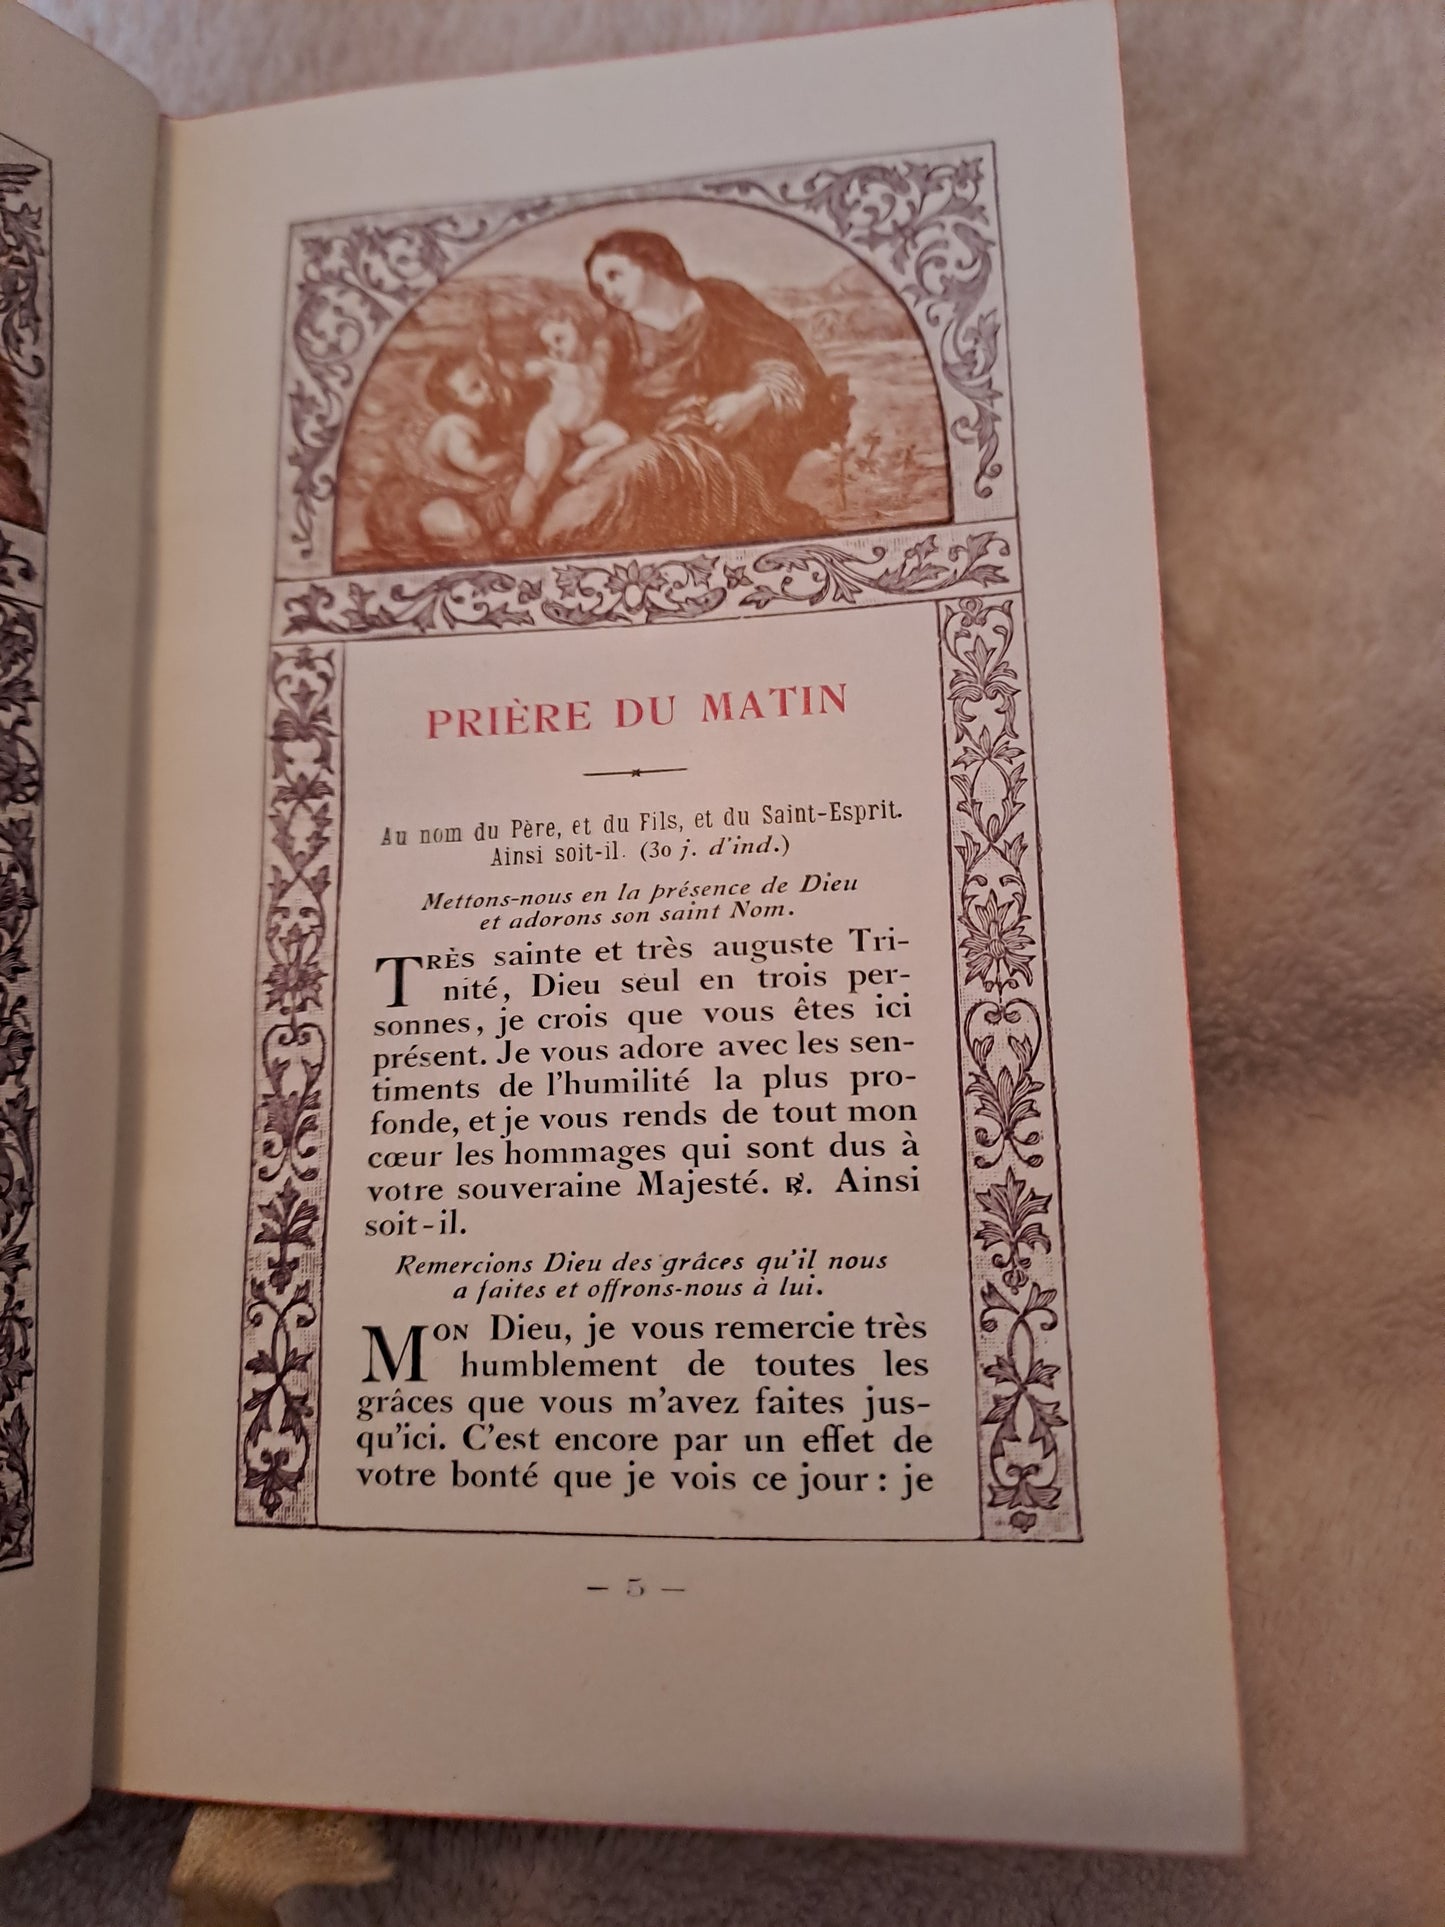 PRIÈRE DU MATIN
Au nom du Père, et du Fils, et du Saint-Esprit.
Ainsi soit-il. (30 j. d'ind.)
Mettons-nous en la présence de Dieu
et adorons son saint Nom.
TRÈS sainte et très auguste Tri-
nité, Dieu seul en trois per-
sonnes, je crois que vous êtes ici
présent. Je vous adore avec les sen-
timents de l'humilité la plus pro-
fonde, et je vous rends de tout mon
cœur les hommages qui sont dus à
votre souveraine Majesté. ℟. Ainsi
soit-il.
Remercions Dieu des grâces qu'il nous
a faites et offrons-nous à lui.
MON Dieu, je vous remercie très
humblement de toutes les
grâces que vous m'avez faites jus-
qu'ici. C'est encore par un effet de
votre bonté que je vois ce jour : je
— 5 —